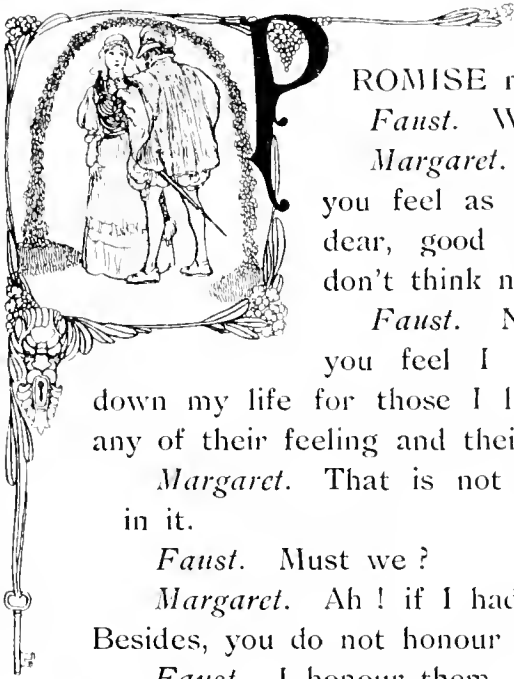 PROMISE
Faust.
Margaret.
you feel as
dear, good
don't think
Faust.
you feel I
down my life for those I
any of their feeling and
Margaret. That is not
in it.
Faust. Must we ?
Margaret. Ah ! if I had
Besides, you do not honour
Faust. I honour them